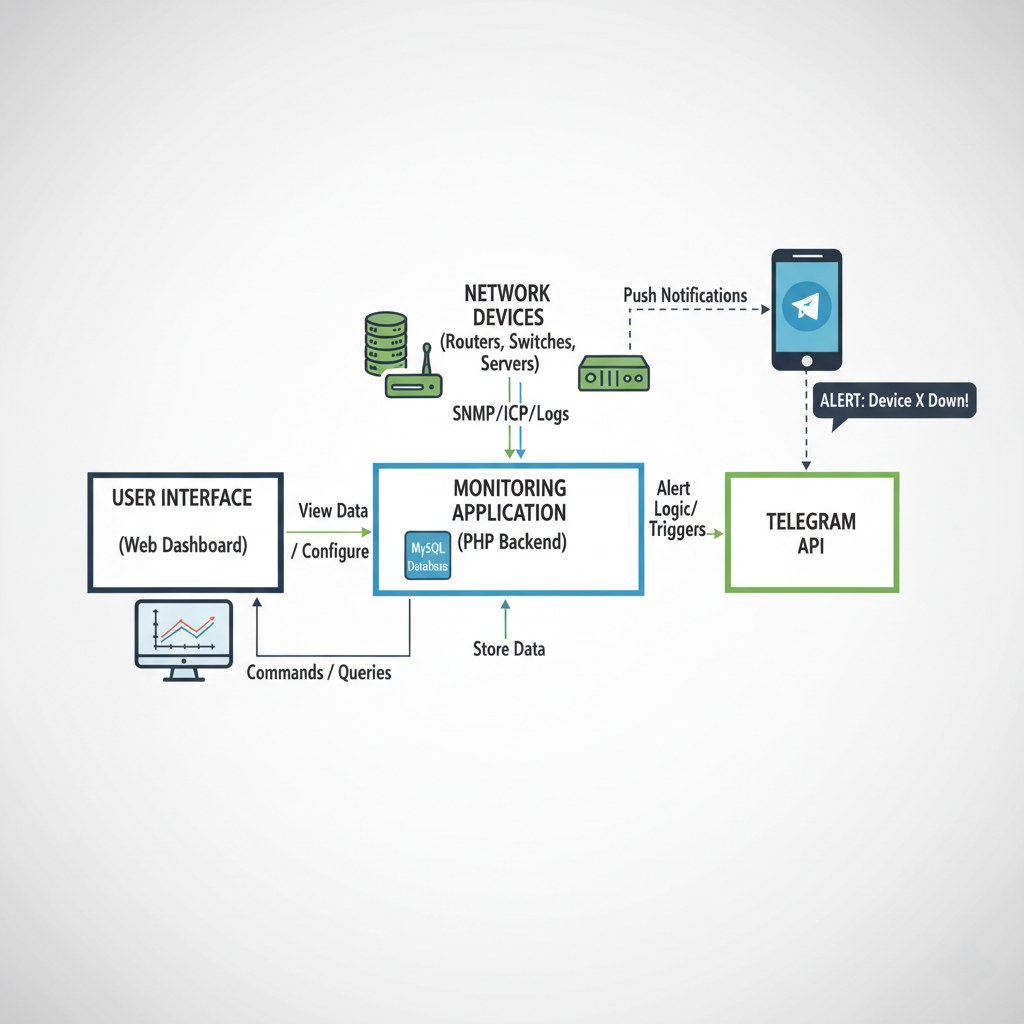 NETWORK
DEVICES
(Routers, Switches,
Servers)
SNMP/ICP/Logs
Push Notifications
ALERT: Device X Down!
USER INTERFACE
(Web Dashboard)
View Data
/ Configure
MONITORING
APPLICATION
(PHP Backend)
MySQL
Databsis
Alert
Logic/
Triggers
TELEGRAM
API
Commands / Queries
Store Data